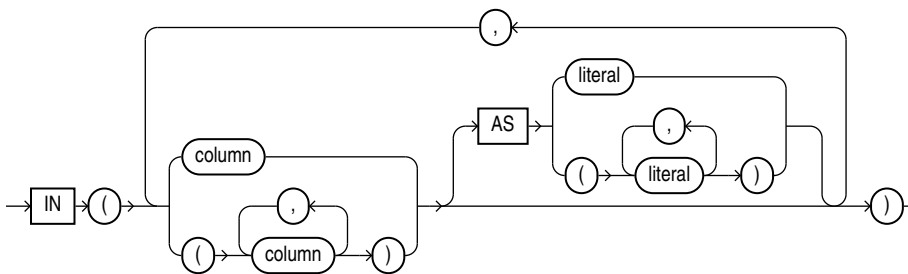 ,
literal
AS
,
column
( literal )
IN (
,
)
( column )